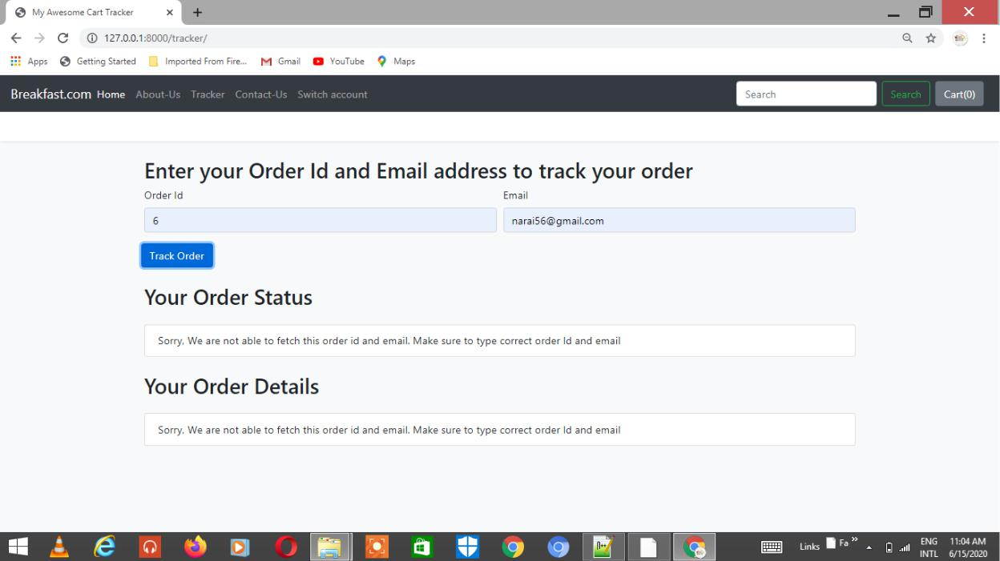 My Awesome Cart Tracker
127.0.0.1:8000/tracker/
Apps Getting Started Imported From Fire... Gmail YouTube Maps
Breakfast.com Home About-Us Tracker Contact-Us Switch account Search Search Cart(0)
Enter your Order Id and Email address to track your order
Order Id Email
6 narai56@gmail.com
Track Order
Your Order Status
Sorry, We are not able to fetch this order id and email. Make sure to type correct order Id and email
Your Order Details
Sorry, We are not able to fetch this order id and email. Make sure to type correct order Id and email
Links Fa » ENG 11:04 AM
INTL 6/15/2020